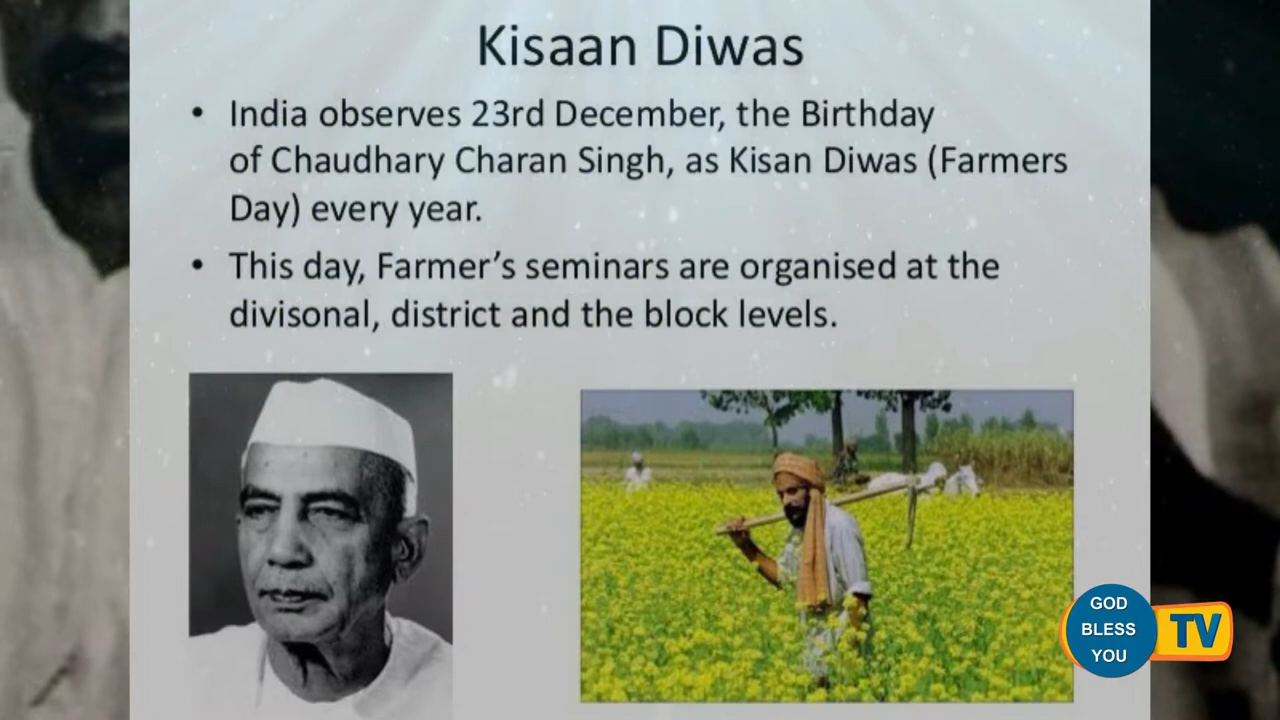 Kisaan Diwas
• India observes 23rd December, the Birthday
of Chaudhary Charan Singh, as Kisan Diwas (Farmers
Day) every year.
• This day, Farmer’s seminars are organised at the
divisonal, district and the block levels.
GOD
BLESS
YOU
TV